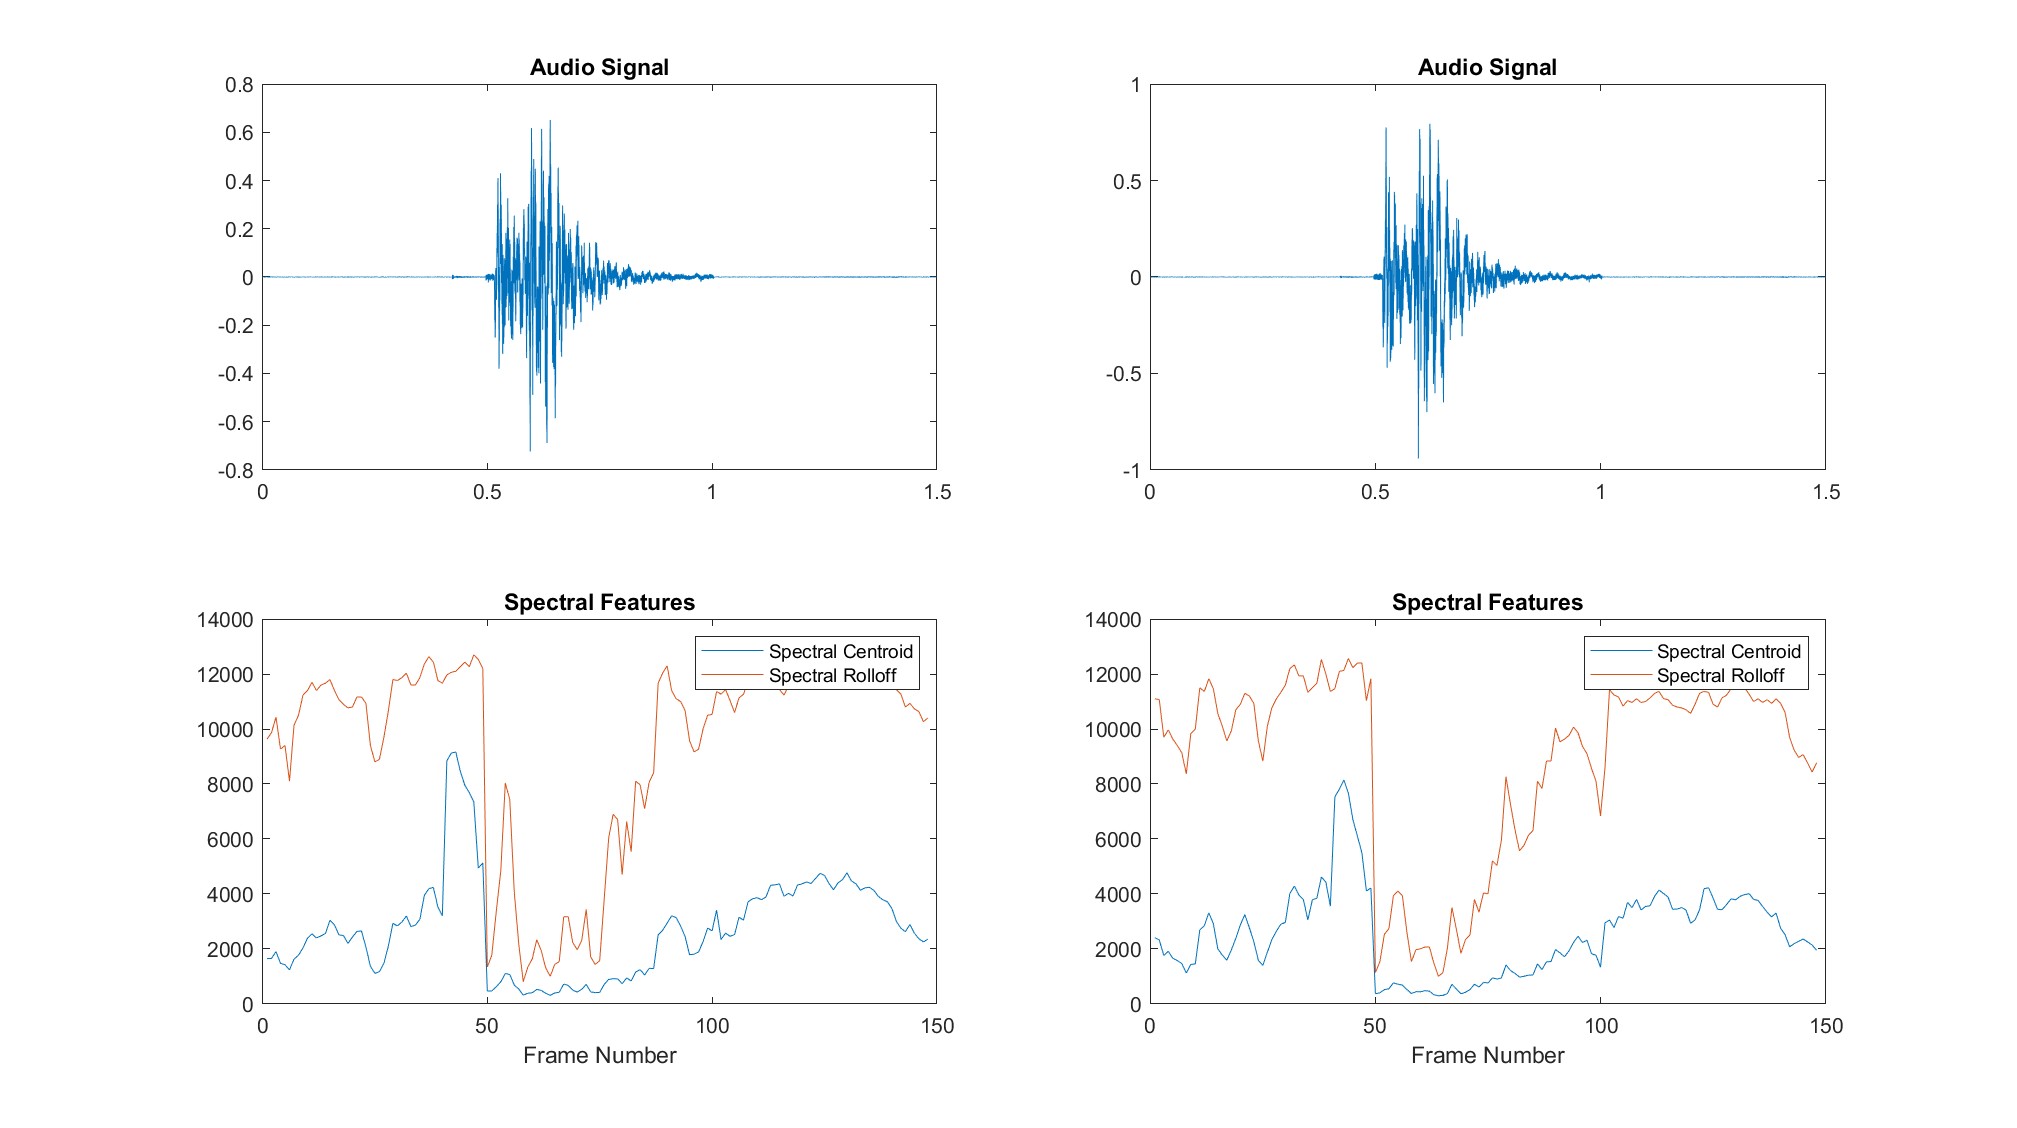 Audio Signal
0.8
0.6
0.4
0.2
0
-0.2
-0.4
-0.6
-0.8
0 0.5 1 1.5
Audio Signal
1
0.5
0
-0.5
-1
0 0.5 1 1.5
Spectral Features
14000
12000
10000
8000
6000
4000
2000
0
Spectral Centroid
Spectral Rolloff
0 50 100 150
Frame Number
Spectral Features
14000
12000
10000
8000
6000
4000
2000
0
Spectral Centroid
Spectral Rolloff
0 50 100 150
Frame Number